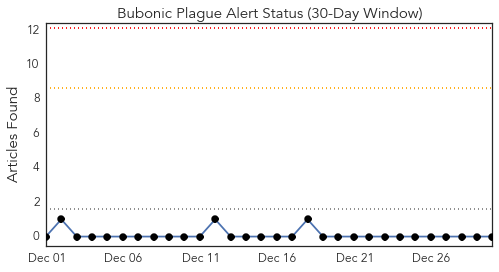 Bubonic Plague Alert Status (30-Day Window)
Articles Found
12
10
8
6
4
2
0
Dec 01 Dec 06 Dec 11 Dec 16 Dec 21 Dec 26